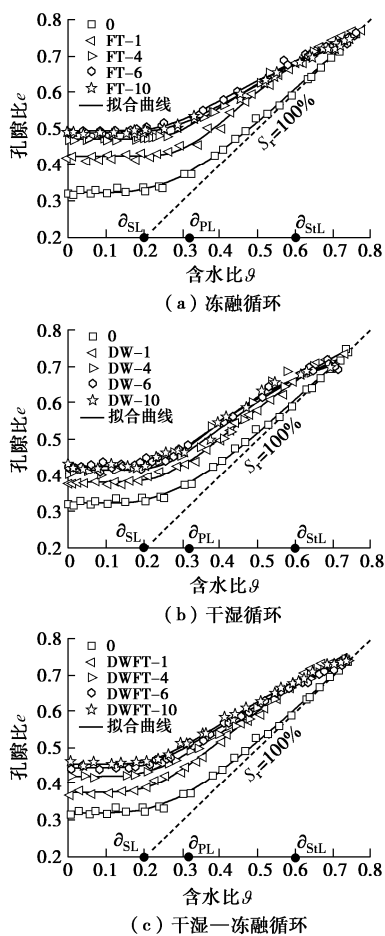 0.8
0
FT-1
FT-4
FT-6
FT-10
拟合曲线
0.7
0.6
0.5
0.4
0.3
0.2
孔隙比e
Sr=100%
∂SL
∂PL
∂StL
0 0.1 0.2 0.3 0.4 0.5 0.6 0.7 0.8
含水比ϑ
(a) 冻融循环
0.8
0
DW-1
DW-4
DW-6
DW-10
拟合曲线
0.7
0.6
0.5
0.4
0.3
0.2
孔隙比e
Sr=100%
∂SL
∂PL
∂StL
0 0.1 0.2 0.3 0.4 0.5 0.6 0.7 0.8
含水比ϑ
(b) 干湿循环
0.8
0
DWFT-1
DWFT-4
DWFT-6
DWFT-10
拟合曲线
0.7
0.6
0.5
0.4
0.3
0.2
孔隙比e
Sr=100%
∂SL
∂PL
∂StL
0 0.1 0.2 0.3 0.4 0.5 0.6 0.7 0.8
含水比ϑ
(c) 干湿—冻融循环